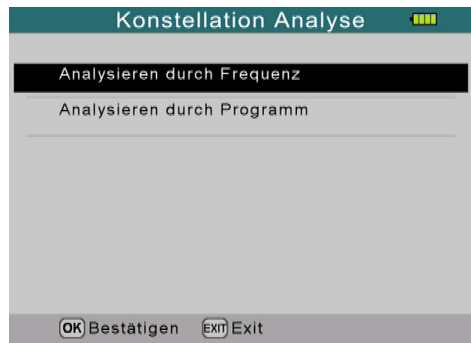 Konstellation Analyse
Analysieren durch Frequenz
Analysieren durch Programm
OK Bestätigen EXIT Exit